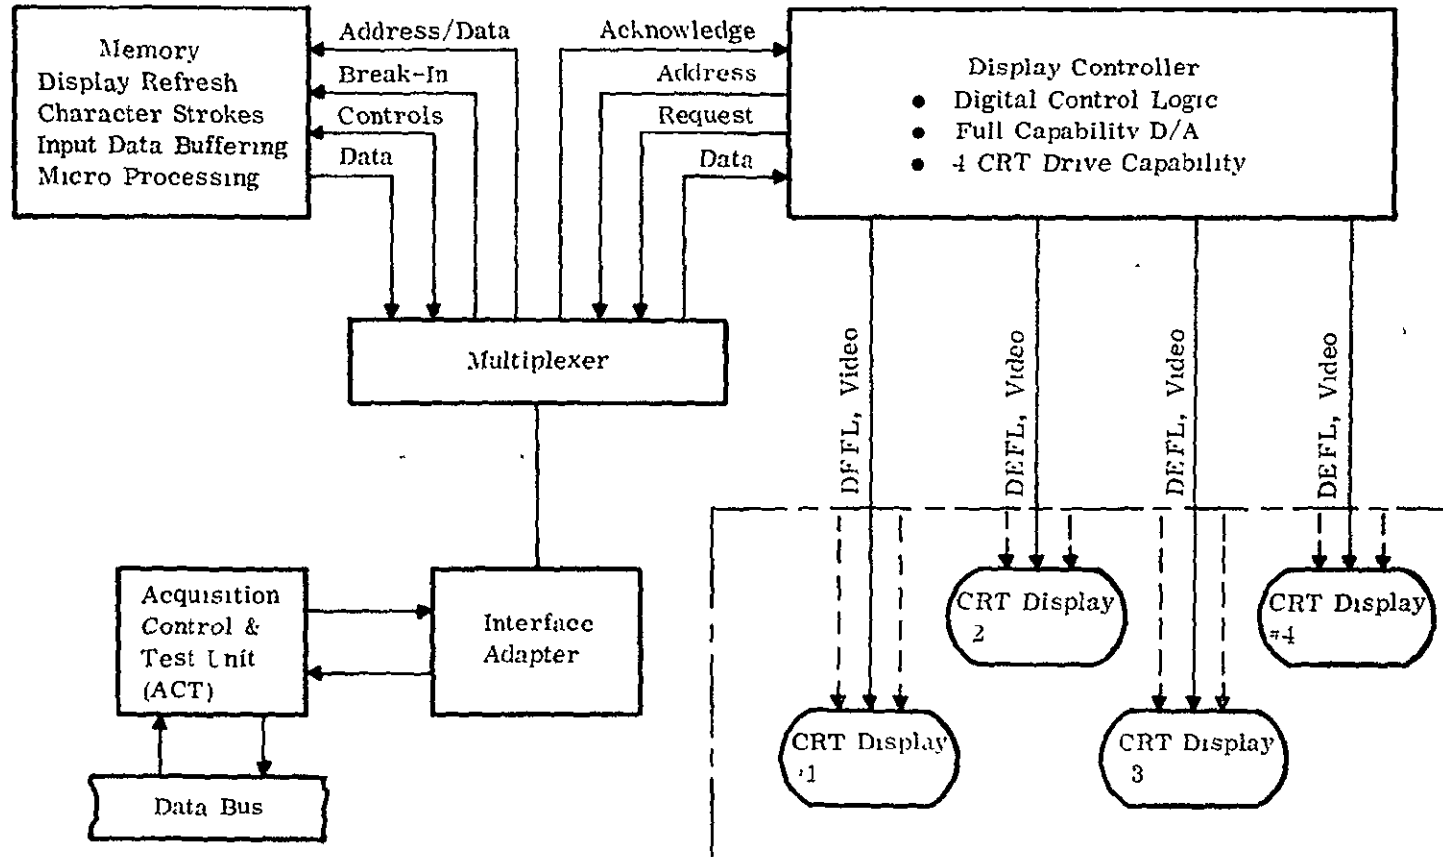 Memory
Display Refresh
Character Strokes
Input Data Buffering
Micro Processing
Address/Data
Break-In
Controls
Data
Acknowledge
Address
Request
Data
Display Controller
• Digital Control Logic
• Full Capability D/A
• 4 CRT Drive Capability
Multiplexer
DEFL, Video
DEFL, Video
DEFL, Video
DEFL, Video
Acquisition
Control &
Test Unit
(ACT)
Interface
Adapter
Data Bus
CRT Display
1
CRT Display
2
CRT Display
3
CRT Display
#4